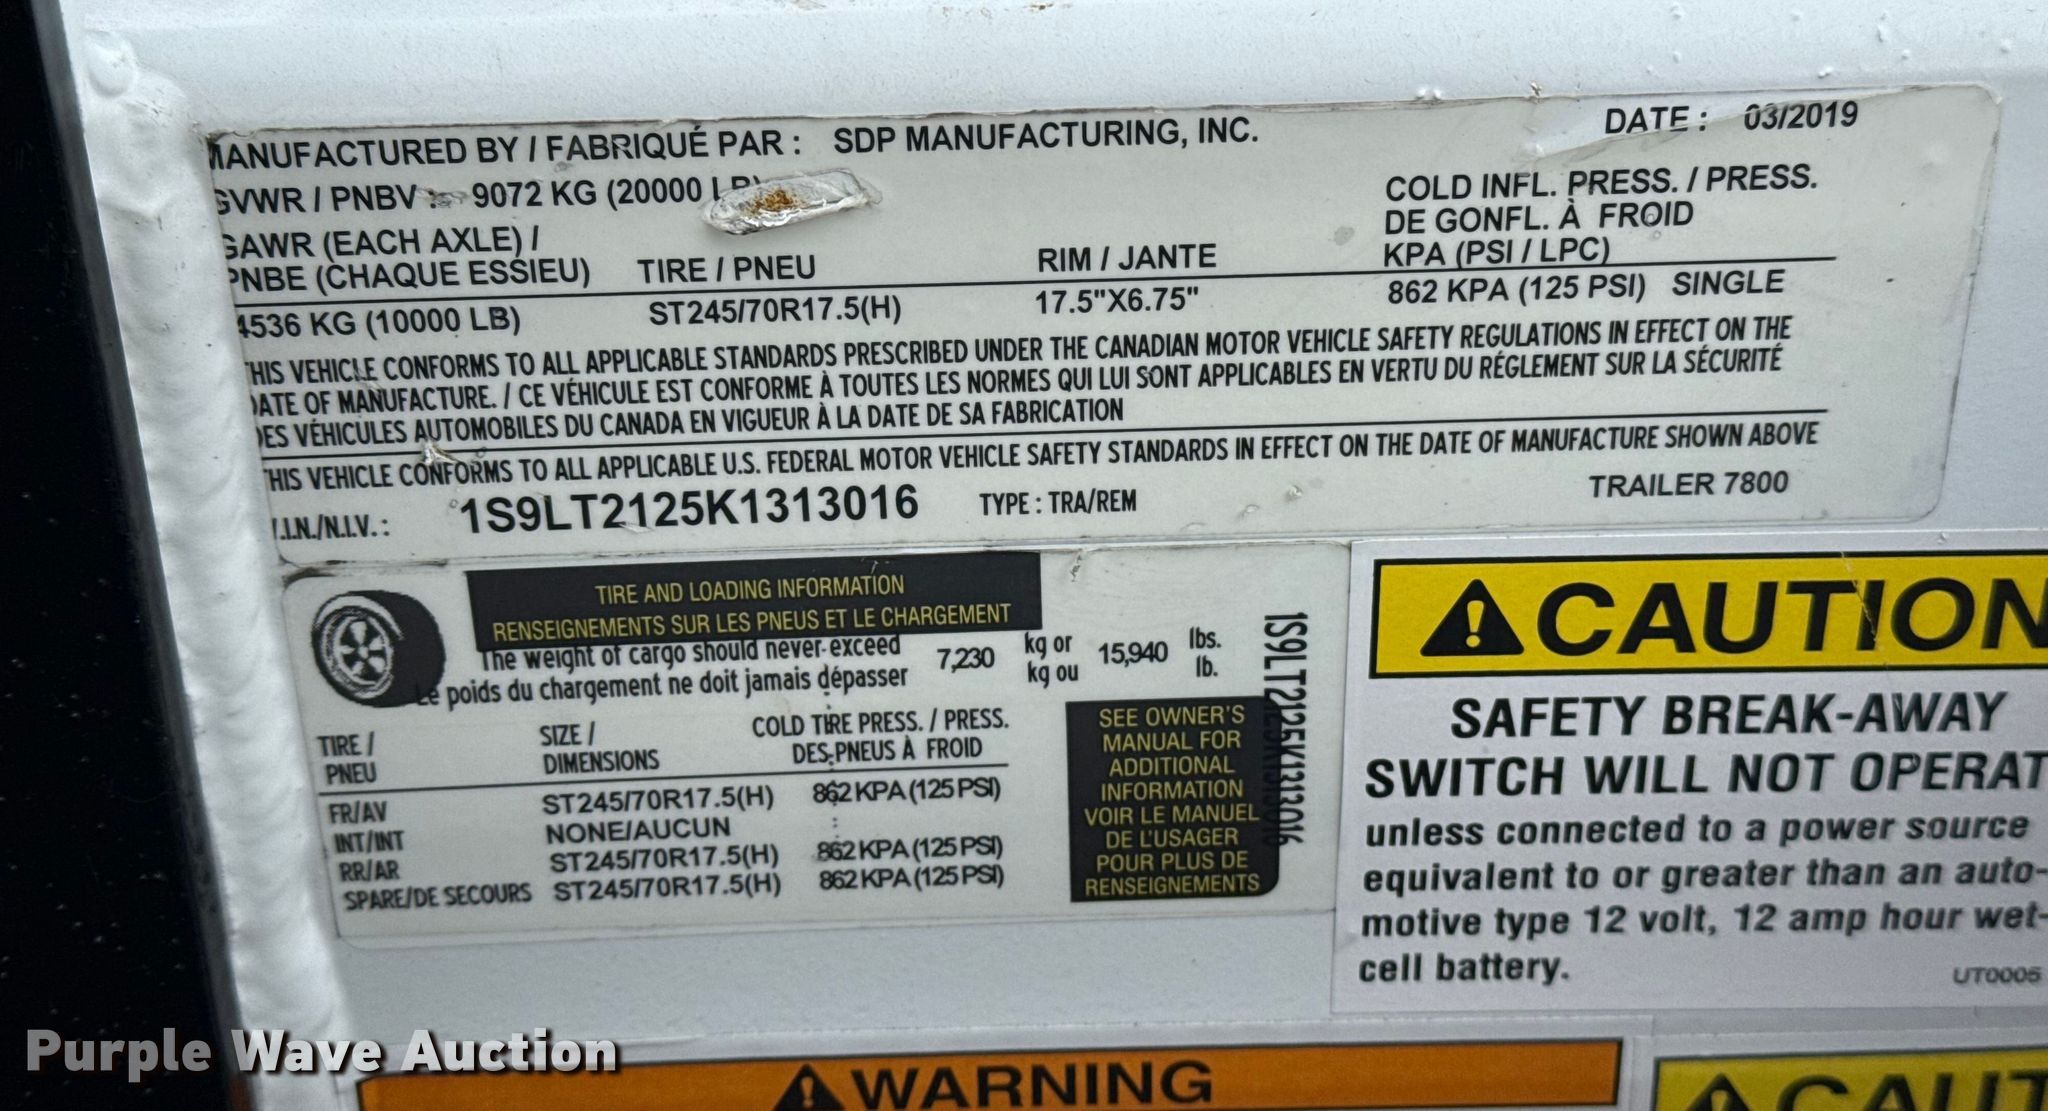 MANUFACTURED BY / FABRIQUÉ PAR : SDP MANUFACTURING, INC. DATE : 03/2019
GVWR / PNBV : 9072 KG (20000 LB)
COLD INFL. PRESS. / PRESS.
DE GONFL. À FROID
KPA (PSI / LPC)
GAWR (EACH AXLE) /
PNBE (CHAQUE ESSIEU) TIRE / PNEU RIM / JANTE
4536 KG (10000 LB) ST245/70R17.5(H) 17.5"X6.75" 862 KPA (125 PSI) SINGLE
THIS VEHICLE CONFORMS TO ALL APPLICABLE STANDARDS PRESCRIBED UNDER THE CANADIAN MOTOR VEHICLE SAFETY REGULATIONS IN EFFECT ON THE
DATE OF MANUFACTURE. / CE VÉHICULE EST CONFORME À TOUTES LES NORMES QUI LUI SONT APPLICABLES EN VERTU DU RÉGLEMENT SUR LA SÉCURITÉ
DES VÉHICULES AUTOMOBILES DU CANADA EN VIGUEUR À LA DATE DE SA FABRICATION
THIS VEHICLE CONFORMS TO ALL APPLICABLE U.S. FEDERAL MOTOR VEHICLE SAFETY STANDARDS IN EFFECT ON THE DATE OF MANUFACTURE SHOWN ABOVE
V.I.N./N.I.V. : 1S9LT2125K1313016 TYPE : TRA/REM TRAILER 7800
TIRE AND LOADING INFORMATION
RENSEIGNEMENTS SUR LES PNEUS ET LE CHARGEMENT
The weight of cargo should never exceed 7,230 kg or 15,940 lbs.
Le poids du chargement ne doit jamais dépasser kg ou lb.
TIRE / PNEU SIZE / DIMENSIONS COLD TIRE PRESS. / PRESS. DES PNEUS À FROID
FR/AV ST245/70R17.5(H) 862 KPA (125 PSI)
INT/INT NONE/AUCUN
RR/AR ST245/70R17.5(H) 862 KPA (125 PSI)
SPARE/DE SECOURS ST245/70R17.5(H) 862 KPA (125 PSI)
SEE OWNER'S
MANUAL FOR
ADDITIONAL
INFORMATION
VOIR LE MANUEL
DE L'USAGER
POUR PLUS DE
RENSEIGNEMENTS
1S9LT2125K1313016
CAUTION
SAFETY BREAK-AWAY
SWITCH WILL NOT OPERAT
unless connected to a power source
equivalent to or greater than an auto-
motive type 12 volt, 12 amp hour wet-
cell battery.
UT0005
WARNING
CAUT
Purple Wave Auction